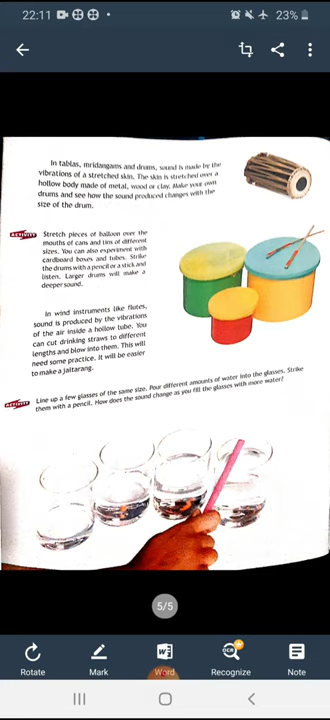 22:11
23%
In tablas, mridangams and drums, sound is made by the
vibrations of a stretched skin. The skin is stretched over a
hollow body made of metal, wood or clay. Make your own
drums and see how the sound produced changes with the
size of the drum.
ACTIVITY Stretch pieces of balloon over the
mouths of cans and tins of different
sizes. You can also experiment with
cardboard boxes and tubes. Strike
the drums with a pencil or a stick and
listen. Larger drums will make a
deeper sound.
In wind instruments like flutes,
sound is produced by the vibrations
of the air inside a hollow tube. You
can cut drinking straws to different
lengths and blow into them. This will
need some practice. It will be easier
to make a jaltarang.
ACTIVITY Line up a few glasses of the same size. Pour different amounts of water into the glasses. Strike
them with a pencil. How does the sound change as you fill the glasses with more water?
5/5
W
OCR
Rotate Mark Word Recognize Note